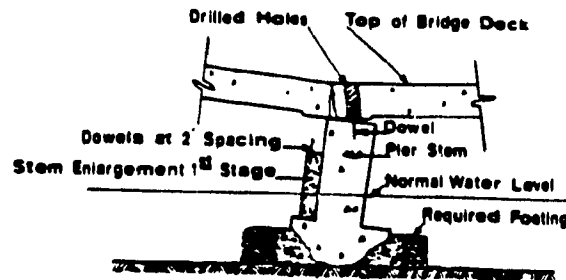 Drilled Holes
Top of Bridge Deck
Dowel
Dowels at 2' Spacing
Pier Stem
Stem Enlargement 1st Stage
Normal Water Level
Required Footing